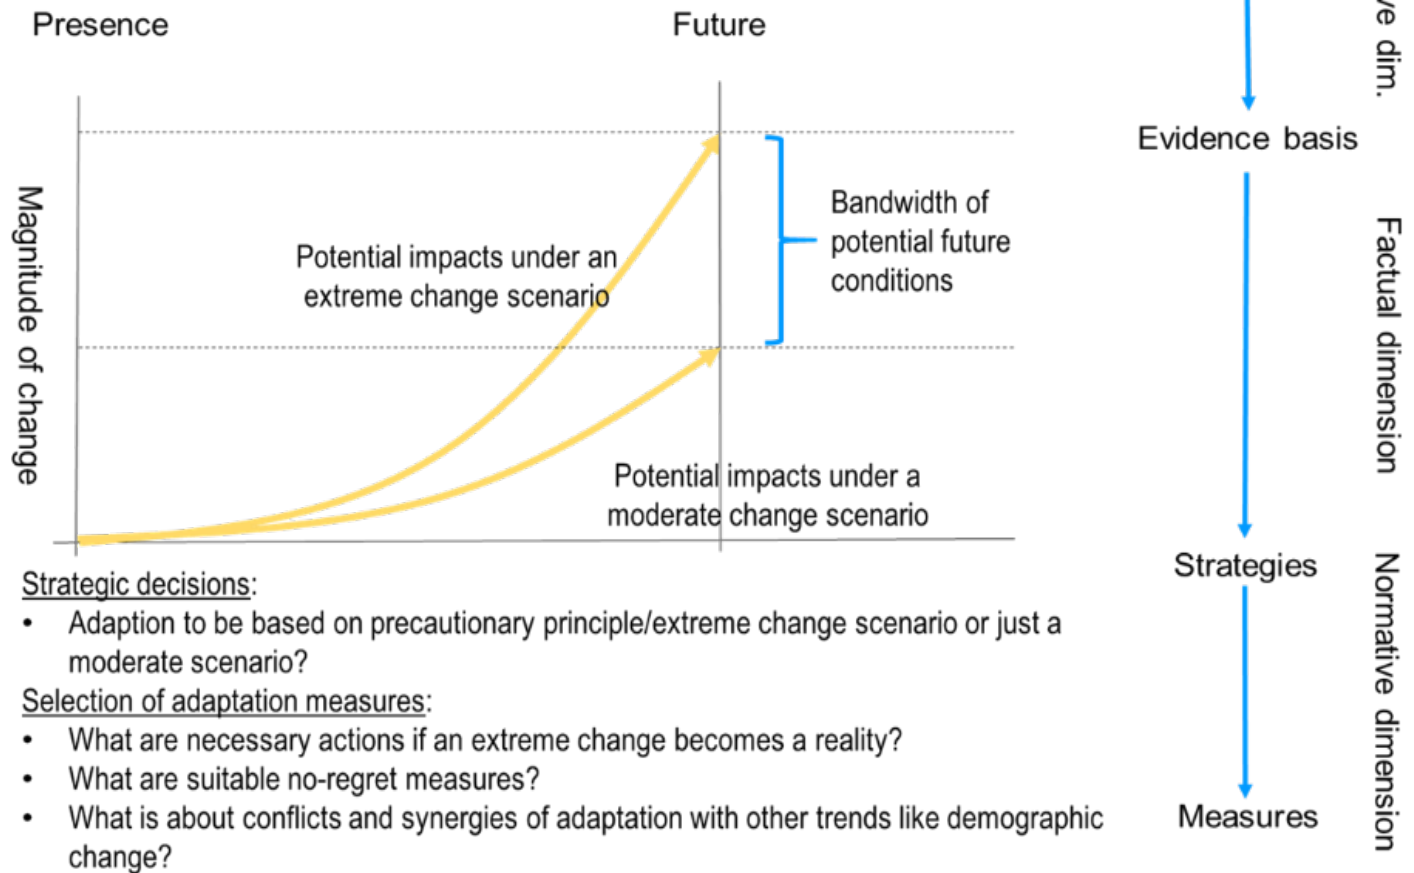 Presence
Future
Magnitude of change
Potential impacts under an
extreme change scenario
Bandwidth of
potential future
conditions
Potential impacts under a
moderate change scenario
Strategic decisions:
• Adaption to be based on precautionary principle/extreme change scenario or just a
moderate scenario?
Selection of adaptation measures:
• What are necessary actions if an extreme change becomes a reality?
• What are suitable no-regret measures?
• What is about conflicts and synergies of adaptation with other trends like demographic
change?
Evidence basis
Strategies
Measures
ve dim.
Factual dimension
Normative dimension